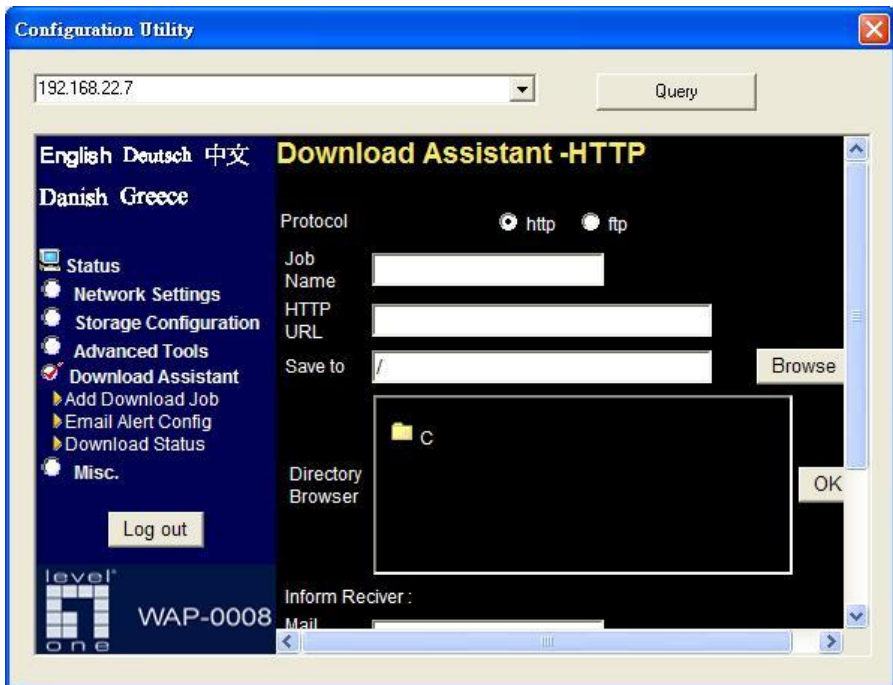 Configuration Utility
192.168.22.7
Query
English Deutsch 中文
Danish Greece
Status
Network Settings
Storage Configuration
Advanced Tools
Download Assistant
Add Download Job
Email Alert Config
Download Status
Misc.
Log out
level
one
WAP-0008
Download Assistant -HTTP
Protocol
http
ftp
Job
Name
HTTP
URL
Save to
/
Browse
C
Directory
Browser
OK
Inform Reciver :
Mail